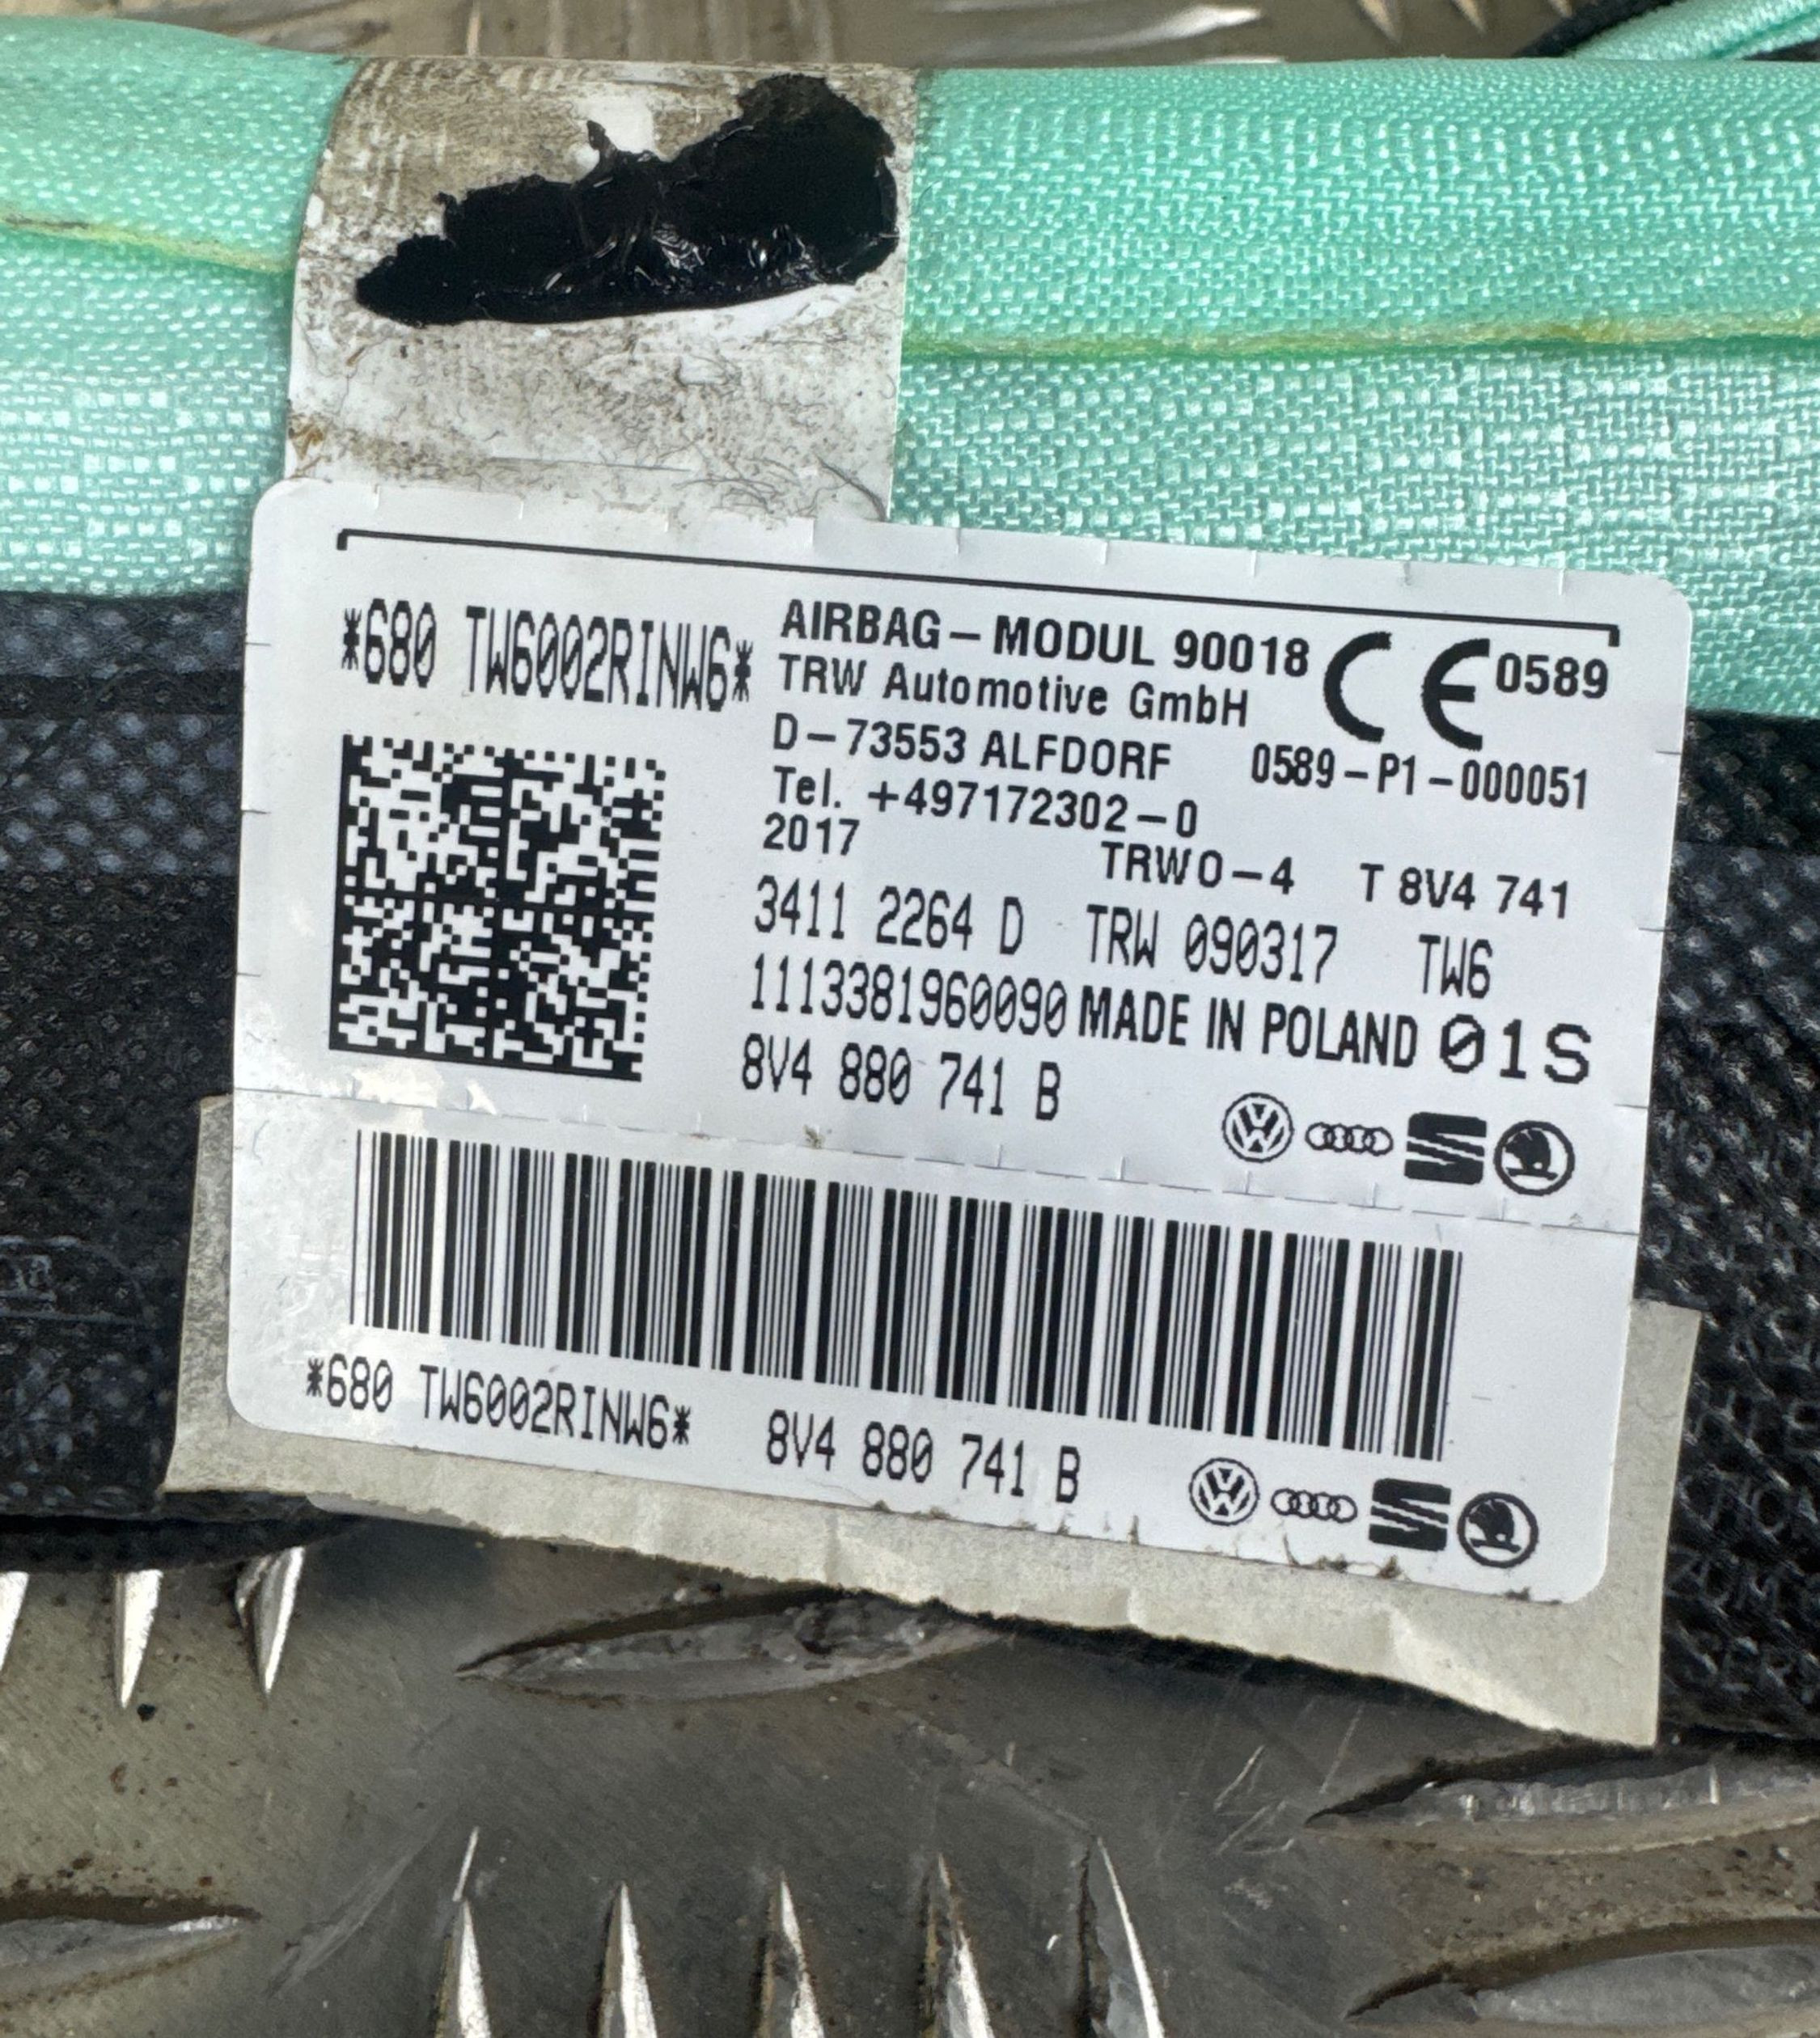 *680 TW6002RINW6*
AIRBAG-MODUL 90018 CE 0589
TRW Automotive GmbH
D-73553 ALFDORF 0589-P1-000051
Tel. +497172302-0
2017 TRWO-4 T 8V4 741
3411 2264 D TRW 090317 TW6
1113381960090 MADE IN POLAND 01S
8V4 880 741 B
*680 TW6002RINW6* 8V4 880 741 B